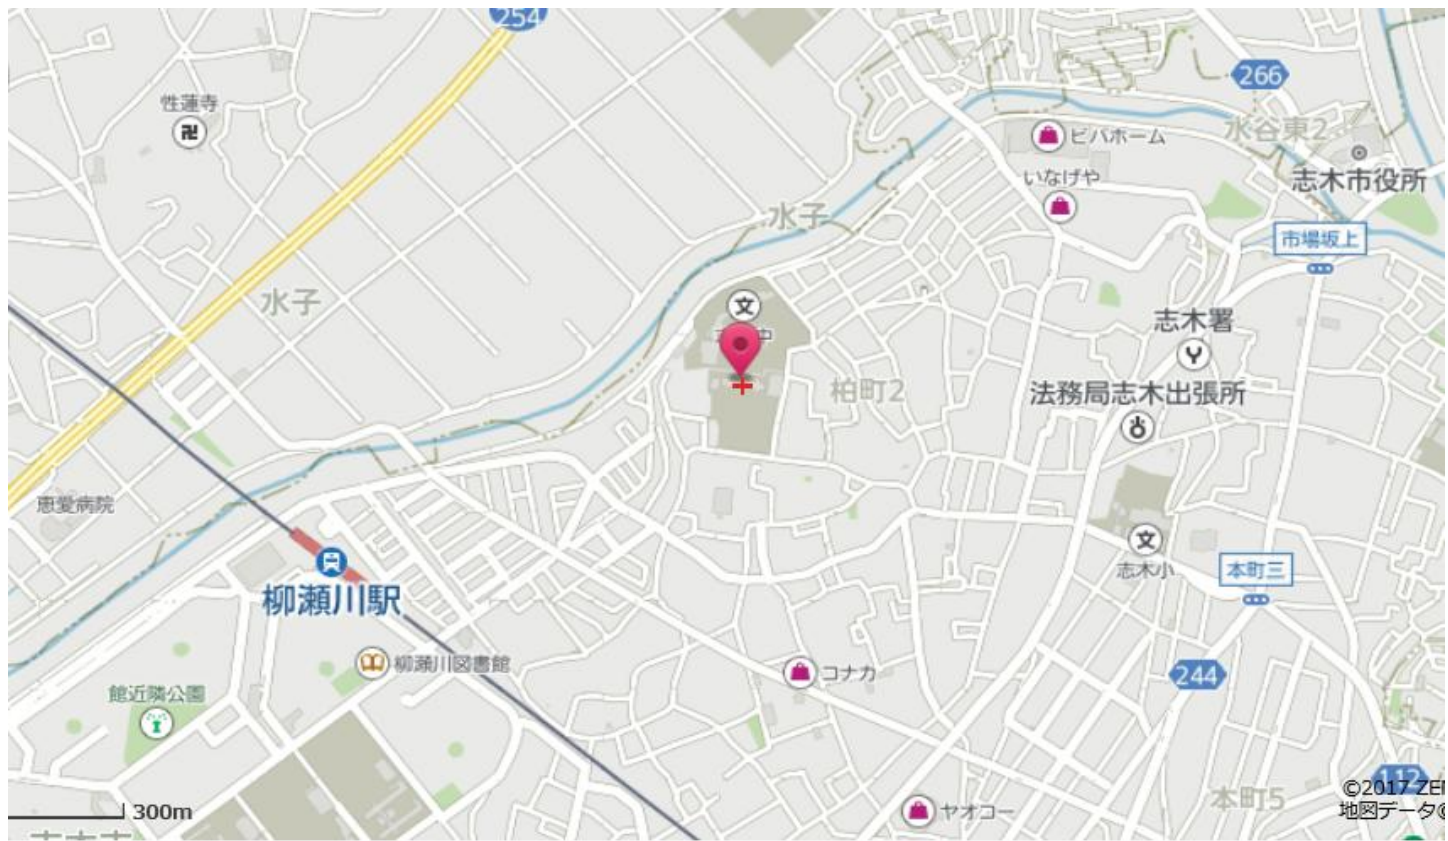 254
266
性蓮寺
ビバホーム
水谷東2
いなげや
志木市役所
水子
市場坂上
水子
志木署
中
柏町2
法務局志木出張所
恵愛病院
志木小
本町三
柳瀬川駅
柳瀬川図書館
コナカ
244
館近隣公園
112
©2017 ZEN
本町5
300m
ヤオコー
地図データ©